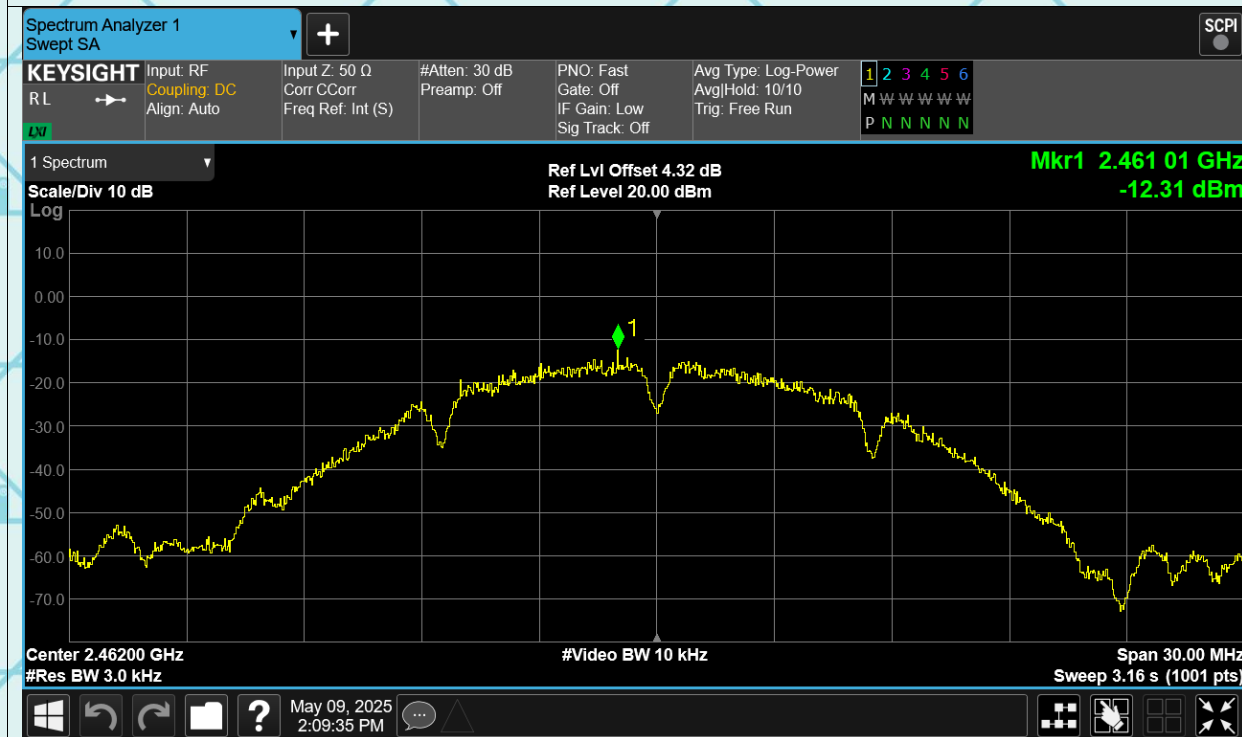 Spectrum Analyzer 1
Swept SA
+
SCPI
KEYSIGHT
R L
LXI
Input: RF
Coupling: DC
Align: Auto
Input Z: 50 Ω
Corr CCorr
Freq Ref: Int (S)
#Atten: 30 dB
Preamp: Off
PNO: Fast
Gate: Off
IF Gain: Low
Sig Track: Off
Avg Type: Log-Power
Avg|Hold: 10/10
Trig: Free Run
1 2 3 4 5 6
M W W W W W
P N N N N N
1 Spectrum
Scale/Div 10 dB
Log
Ref Lvl Offset 4.32 dB
Ref Level 20.00 dBm
Mkr1 2.461 01 GHz
-12.31 dBm
10.0
0.00
-10.0
-20.0
-30.0
-40.0
-50.0
-60.0
-70.0
1
Center 2.46200 GHz
#Res BW 3.0 kHz
#Video BW 10 kHz
Span 30.00 MHz
Sweep 3.16 s (1001 pts)
?
May 09, 2025
2:09:35 PM